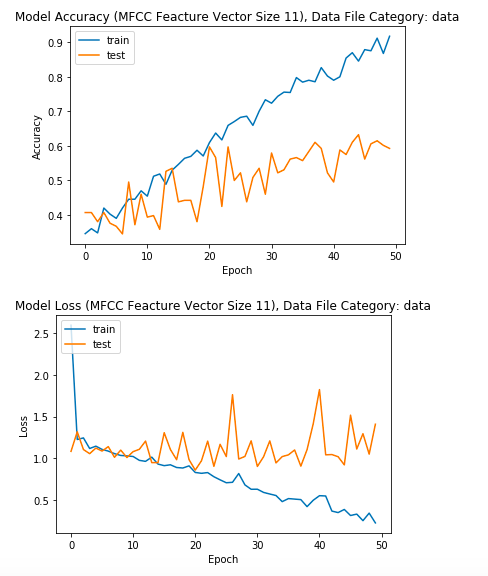 Model Accuracy (MFCC Feacture Vector Size 11), Data File Category: data
train
test
0.9
0.8
0.7
0.6
0.5
0.4
Accuracy
0 10 20 30 40 50
Epoch
Model Loss (MFCC Feacture Vector Size 11), Data File Category: data
train
test
2.5
2.0
1.5
1.0
0.5
Loss
0 10 20 30 40 50
Epoch